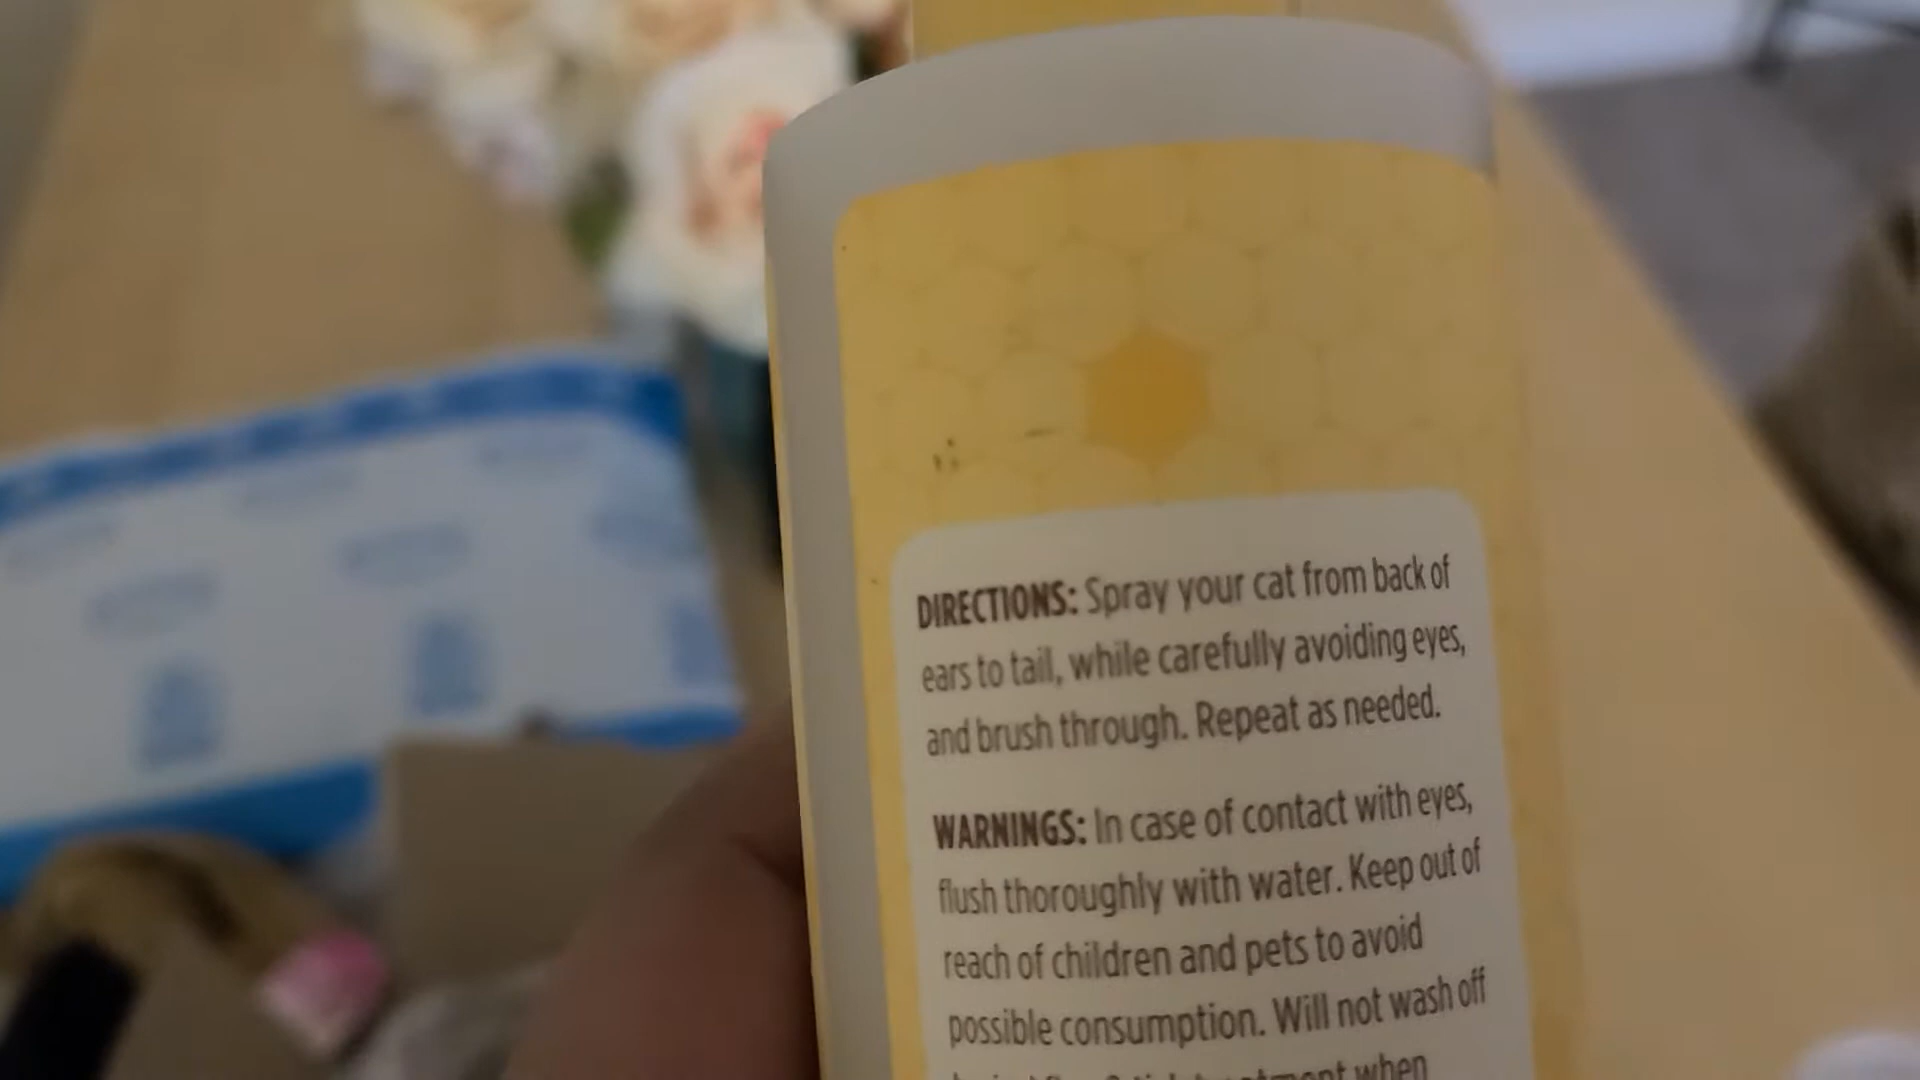 DIRECTIONS: Spray your cat from back of
ears to tail, while carefully avoiding eyes,
and brush through. Repeat as needed.
WARNINGS: In case of contact with eyes,
flush thoroughly with water. Keep out of
reach of children and pets to avoid
possible consumption. Will not wash off
treatment when